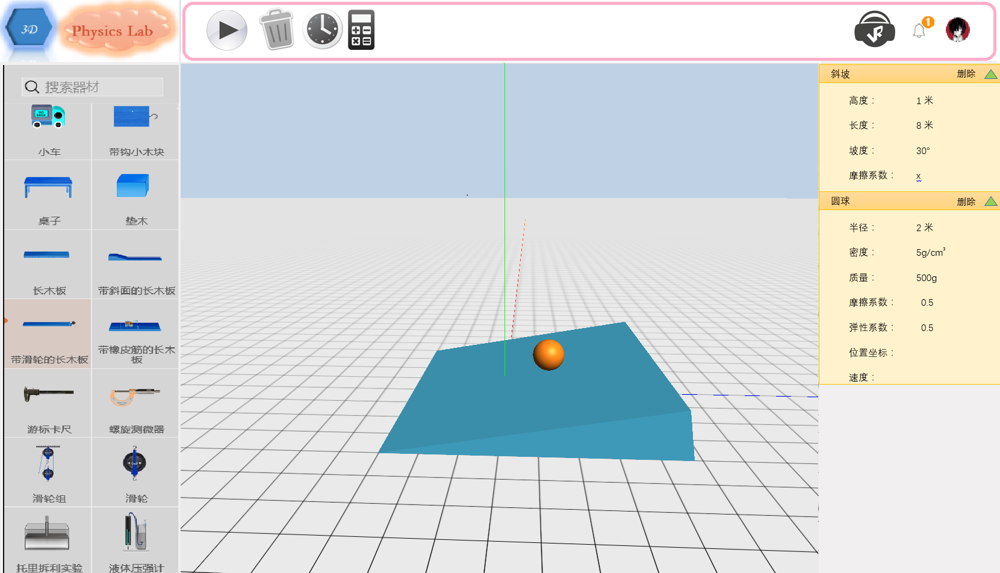 3D
Physics Lab
1
搜索器材
小车
带钩小木块
桌子
垫木
长木板
带斜面的长木板
带滑轮的长木板
带橡皮筋的长木
板
游标卡尺
螺旋测微器
滑轮组
滑轮
托里拆利实验
液体压强计
斜坡 删除
高度： 1 米
长度： 8 米
坡度： 30°
摩擦系数： x
圆球 删除
半径： 2 米
密度： 5g/cm³
质量： 500g
摩擦系数： 0.5
弹性系数： 0.5
位置坐标：
速度：